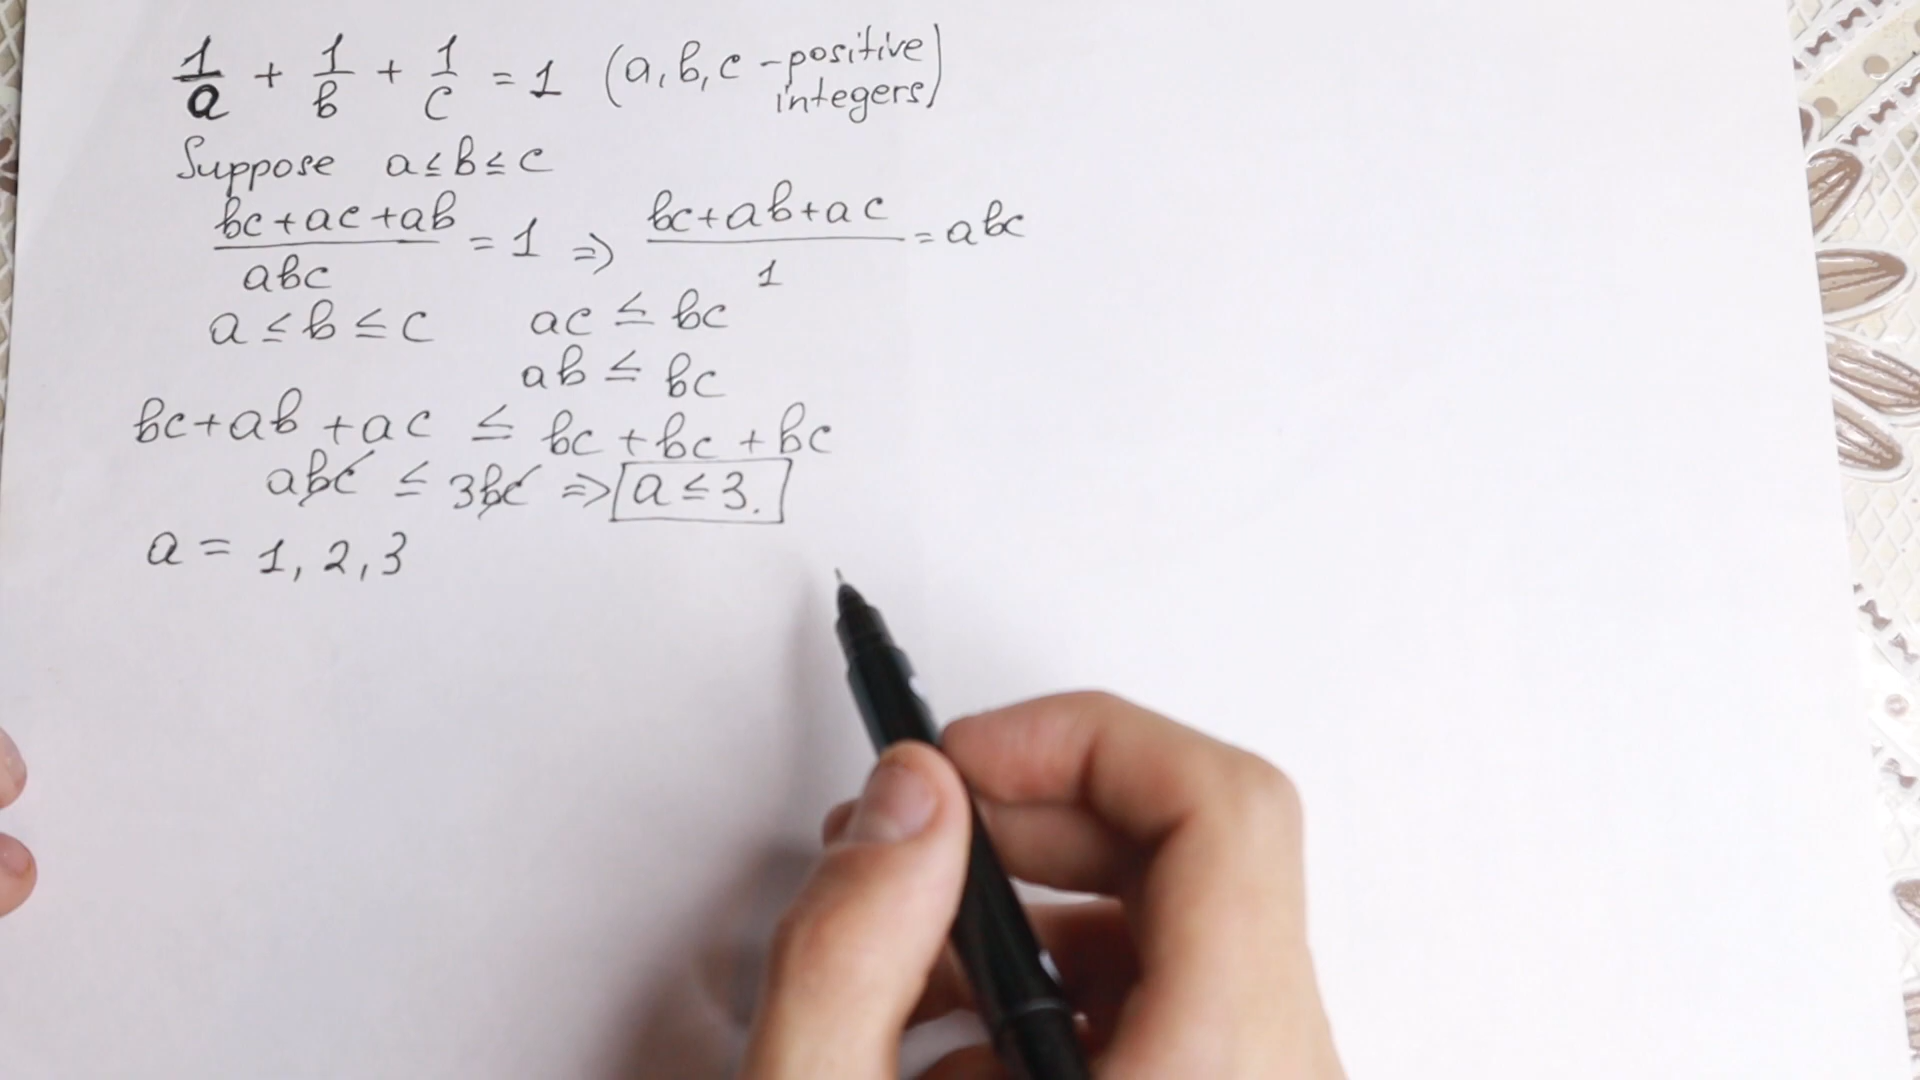 1/a + 1/b + 1/c = 1 (a, b, c - positive integers)
Suppose a ≤ b ≤ c
(bc + ac + ab)/abc = 1 ⇒ (bc + ab + ac)/1 = abc
a ≤ b ≤ c ac ≤ bc
ab ≤ bc
bc + ab + ac ≤ bc + bc + bc
abc ≤ 3bc ⇒ a ≤ 3.
a = 1, 2, 3